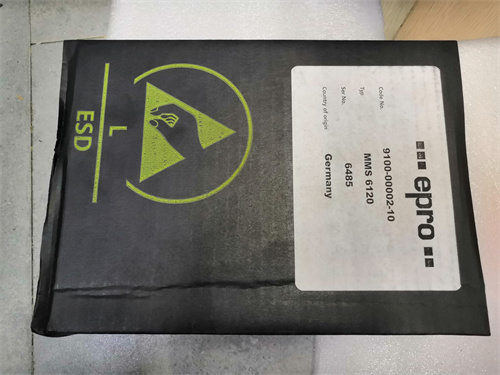 epro
Code No. 9100-00002-10
Typ MMS 6120
Ser No. 6485
Country of origin Germany
L
ESD